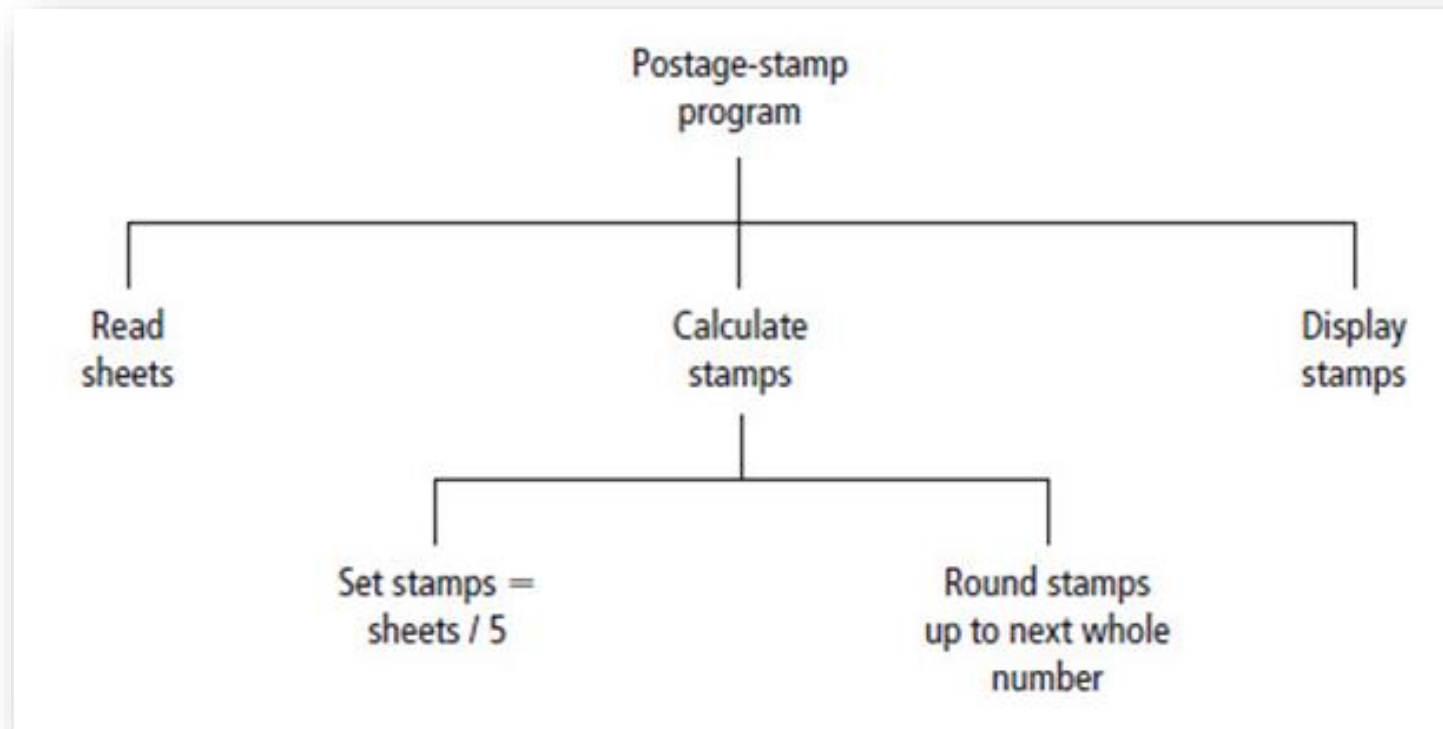 Postage-stamp
program
Read
sheets
Calculate
stamps
Display
stamps
Set stamps =
sheets / 5
Round stamps
up to next whole
number